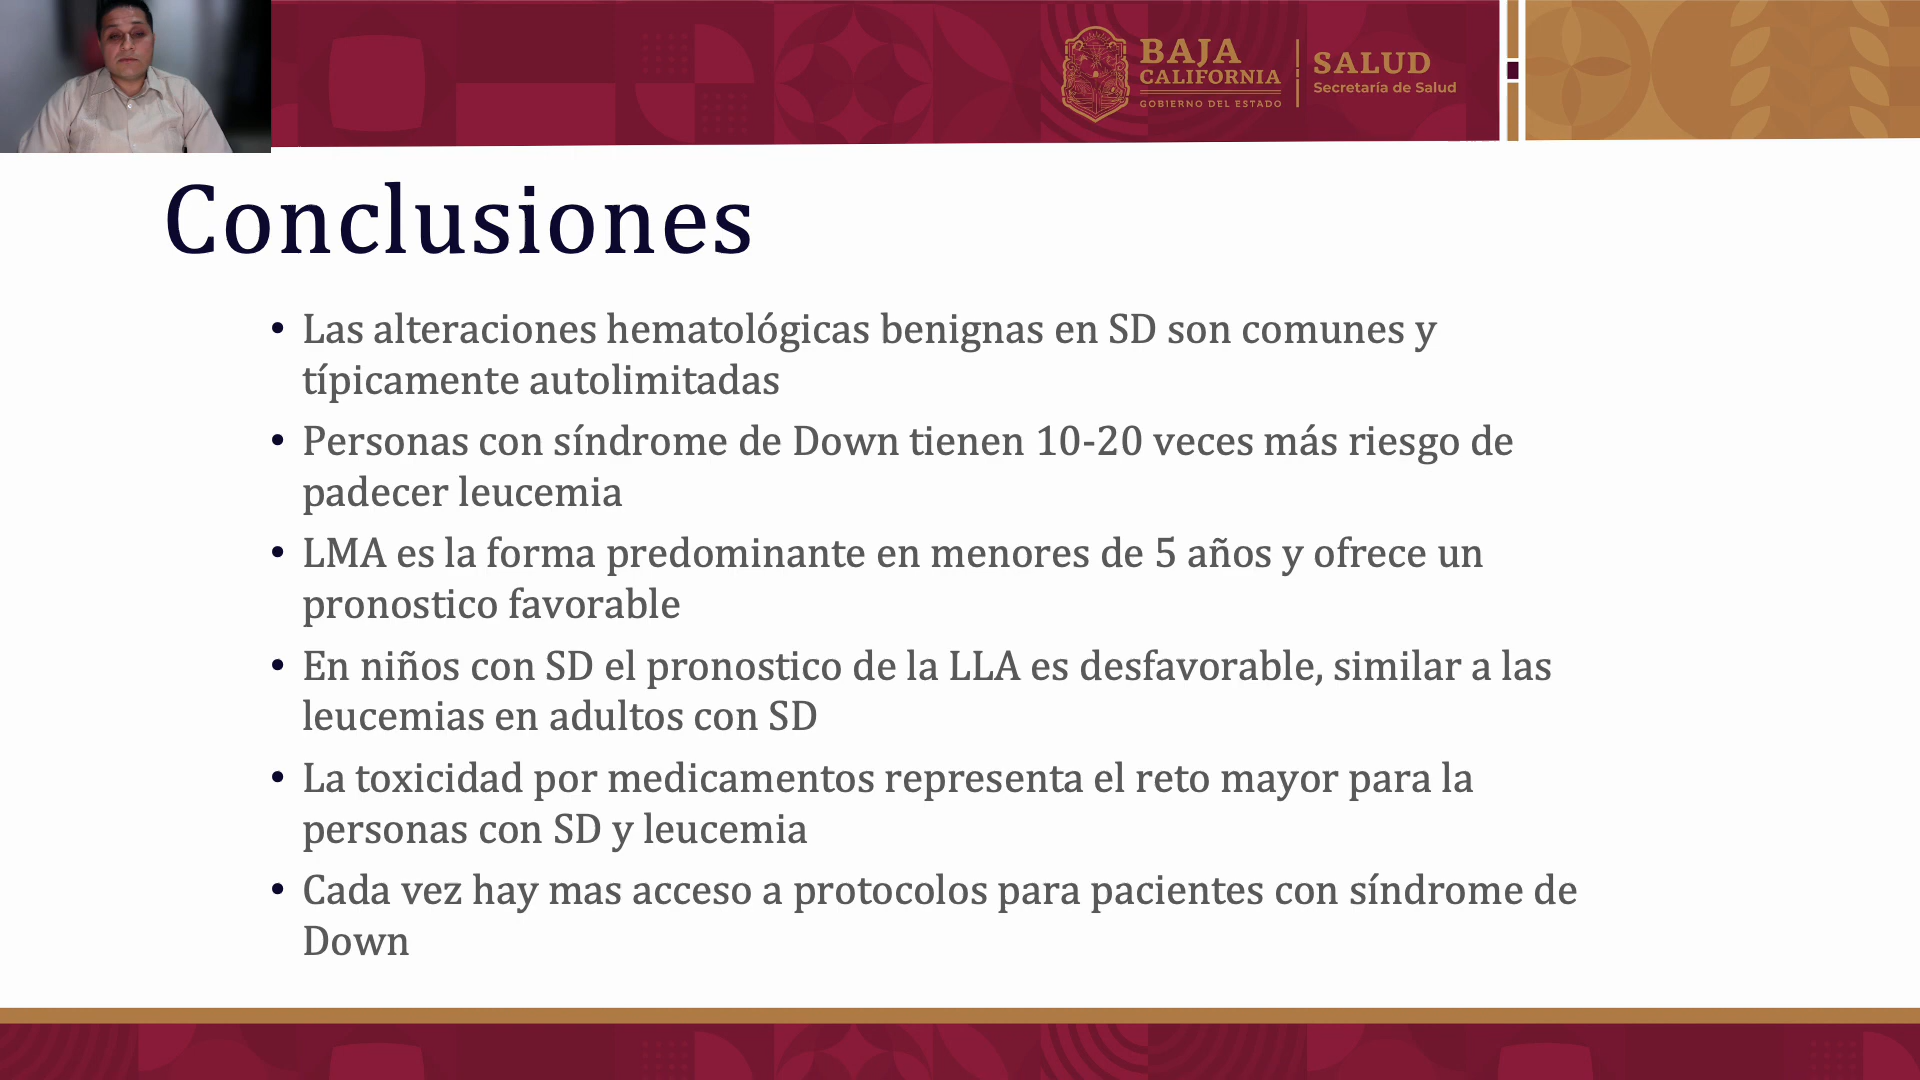 BAJA
CALIFORNIA
GOBIERNO DEL ESTADO
SALUD
Secretaría de Salud
Conclusiones
• Las alteraciones hematológicas benignas en SD son comunes y
típicamente autolimitadas
• Personas con síndrome de Down tienen 10-20 veces más riesgo de
padecer leucemia
• LMA es la forma predominante en menores de 5 años y ofrece un
pronostico favorable
• En niños con SD el pronostico de la LLA es desfavorable, similar a las
leucemias en adultos con SD
• La toxicidad por medicamentos representa el reto mayor para la
personas con SD y leucemia
• Cada vez hay mas acceso a protocolos para pacientes con síndrome de
Down